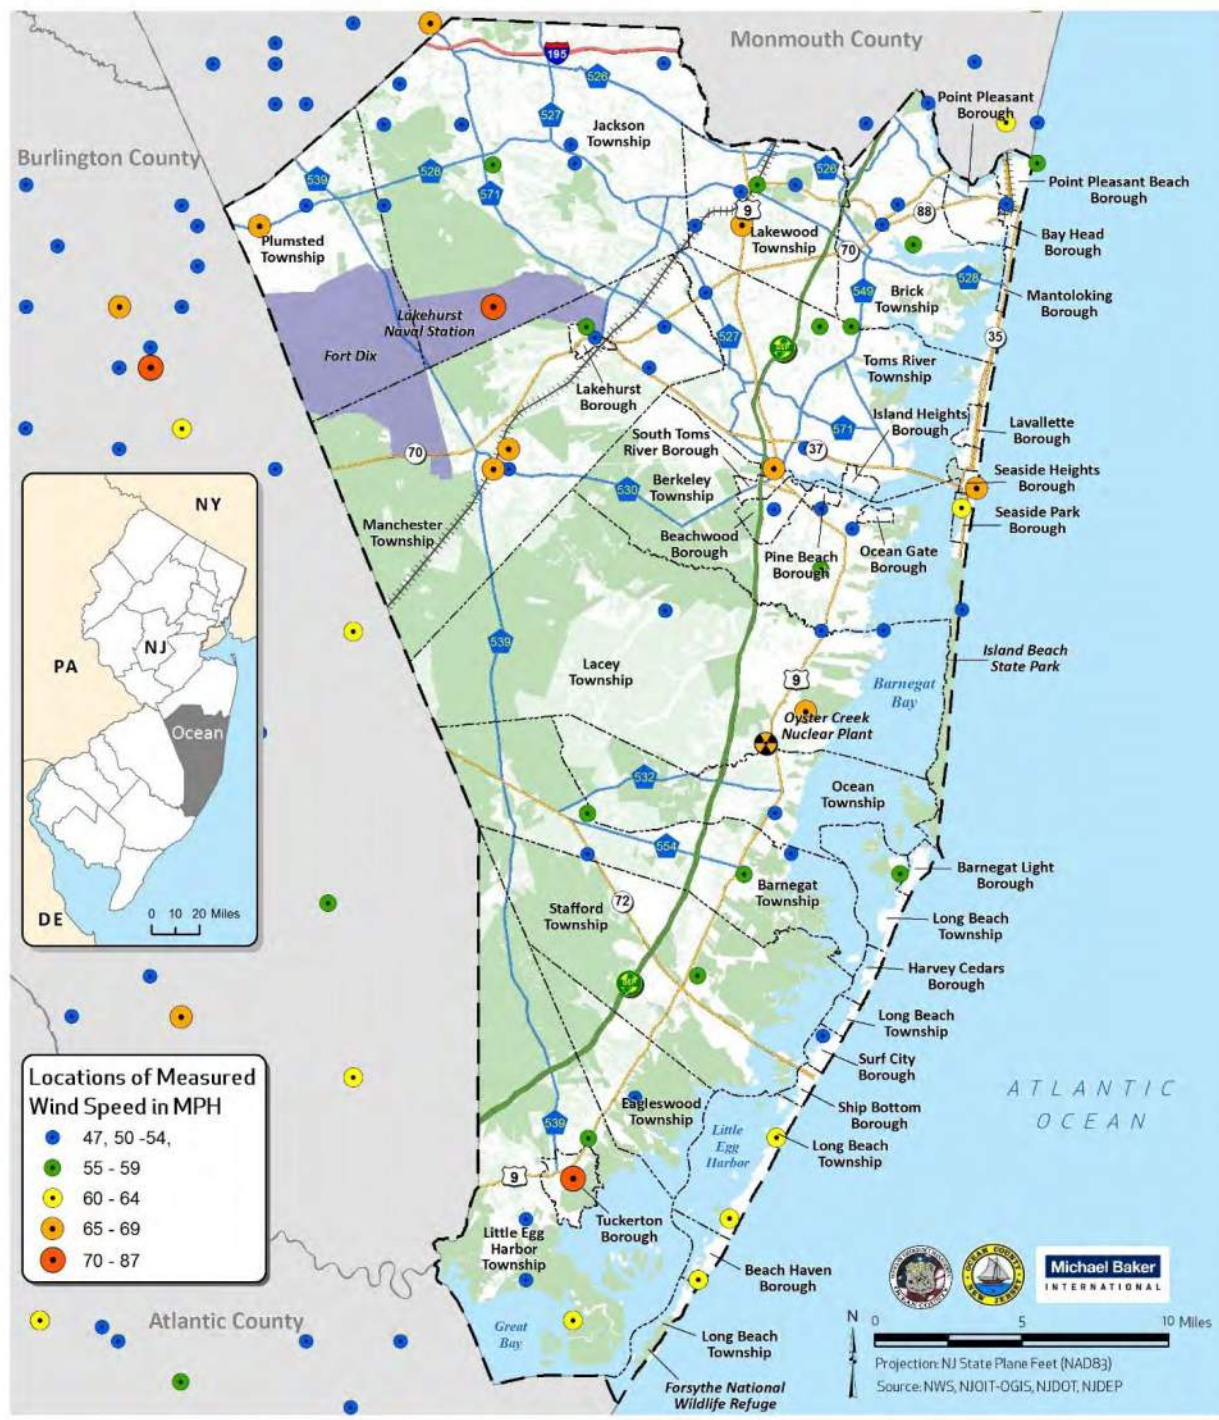 Monmouth County
195
526
Point Pleasant
Borough
527
Jackson
Township
Burlington County
539
528
571
526
Point Pleasant Beach
Borough
9
88
Plumsted
Township
Lakewood
Township
70
Bay Head
Borough
528
549
Brick
Township
Mantoloking
Borough
Lakehurst
Naval Station
Fort Dix
527
35
Toms River
Township
Lakehurst
Borough
Island Heights
Borough
South Toms
River Borough
571
Lavallette
Borough
70
37
NY
Seaside Heights
Borough
530
Berkeley
Township
Seaside Park
Borough
Manchester
Township
Beachwood
Borough
Pine Beach
Borough
Ocean Gate
Borough
NJ
PA
539
Lacey
Township
Island Beach
State Park
9
Barnegat
Bay
Oyster Creek
Nuclear Plant
Ocean
532
Ocean
Township
554
Barnegat
Township
Barnegat Light
Borough
72
Stafford
Township
DE
0 10 20 Miles
Long Beach
Township
Harvey Cedars
Borough
Long Beach
Township
Surf City
Borough
Locations of Measured
Wind Speed in MPH
47, 50 -54,
55 - 59
60 - 64
65 - 69
70 - 87
ATLANTIC
OCEAN
Eagleswood
Township
Ship Bottom
Borough
539
Little
Egg
Harbor
Long Beach
Township
9
Tuckerton
Borough
Little Egg
Harbor
Township
Beach Haven
Borough
Michael Baker
INTERNATIONAL
Atlantic County
Great
Bay
Long Beach
Township
N
0 5 10 Miles
Projection: NJ State Plane Feet (NAD83)
Source: NWS, NJOIT-OGIS, NJDOT, NJDEP
Forsythe National
Wildlife Refuge
OCEAN COUNTY
NEW JERSEY